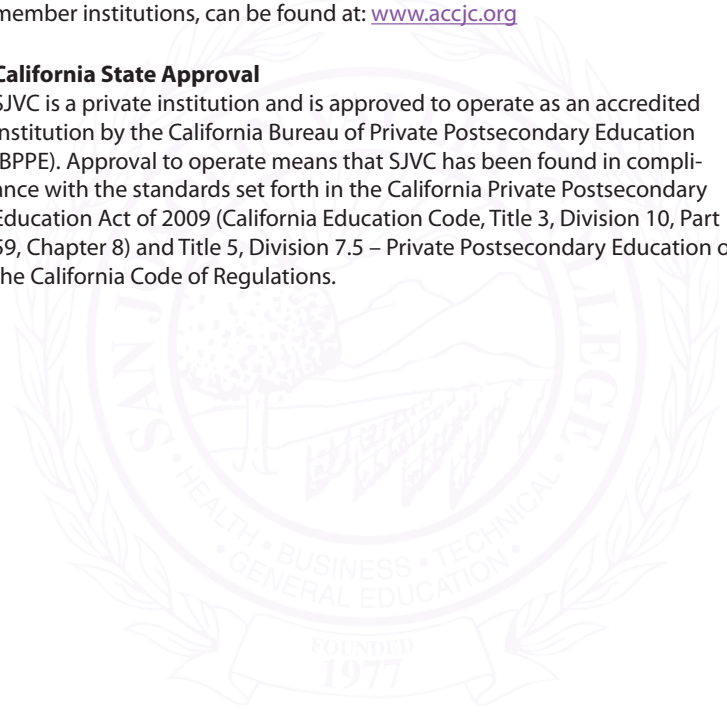 member institutions, can be found at: www.accjc.org
California State Approval
SJVC is a private institution and is approved to operate as an accredited
institution by the California Bureau of Private Postsecondary Education
(BPPE). Approval to operate means that SJVC has been found in compli-
ance with the standards set forth in the California Private Postsecondary
Education Act of 2009 (California Education Code, Title 3, Division 10, Part
59, Chapter 8) and Title 5, Division 7.5 – Private Postsecondary Education o
the California Code of Regulations.
SAN J
LLEGE
• HEALTH • BUSINESS • TECHNICAL •
• GENERAL EDUCATION •
FOUNDED
1977